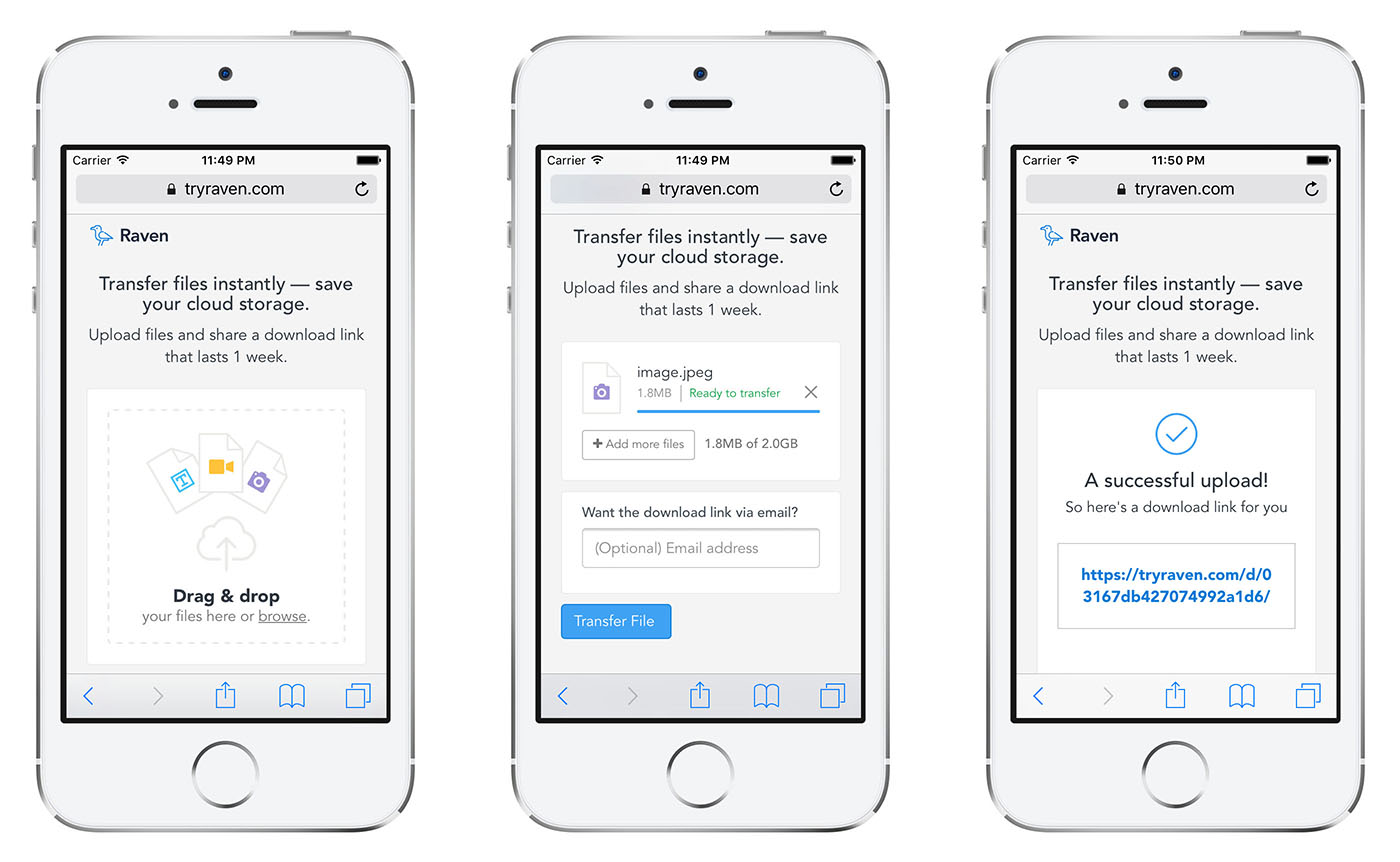 Carrier
11:49 PM
tryraven.com
Raven
Transfer files instantly — save
your cloud storage.
Upload files and share a download link
that lasts 1 week.
T
Drag & drop
your files here or browse.
Carrier
11:49 PM
tryraven.com
Transfer files instantly — save
your cloud storage.
Upload files and share a download link
that lasts 1 week.
image.jpeg
1.8MB | Ready to transfer
+ Add more files
1.8MB of 2.0GB
Want the download link via email?
(Optional) Email address
Transfer File
Carrier
11:50 PM
tryraven.com
Raven
Transfer files instantly — save
your cloud storage.
Upload files and share a download link
that lasts 1 week.
A successful upload!
So here's a download link for you
https://tryraven.com/d/0
3167db427074992a1d6/